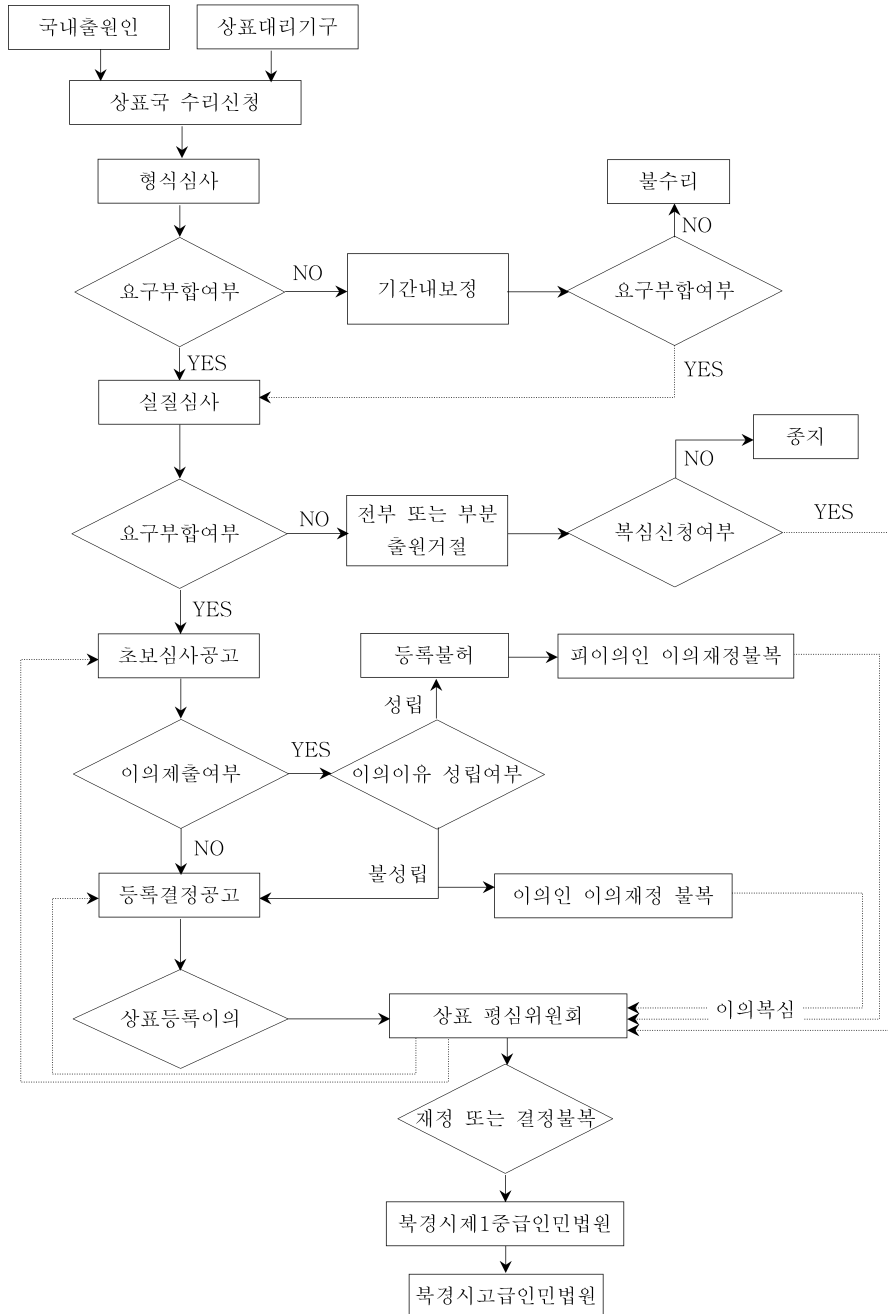 국내출원인
상표대리기구
상표국 수리신청
형식심사
불수리
NO
요구부합여부
NO
기간내보정
요구부합여부
YES
YES
실질심사
종지
NO
요구부합여부
NO
전부 또는 부분
출원거절
복심신청여부
YES
YES
초보심사공고
등록불허
피이의인 이의재정불복
성립
이의제출여부
YES
이의이유 성립여부
NO
불성립
등록결정공고
이의인 이의재정 불복
상표등록이의
상표 평심위원회
이의복심
재정 또는 결정불복
북경시제1중급인민법원
북경시고급인민법원